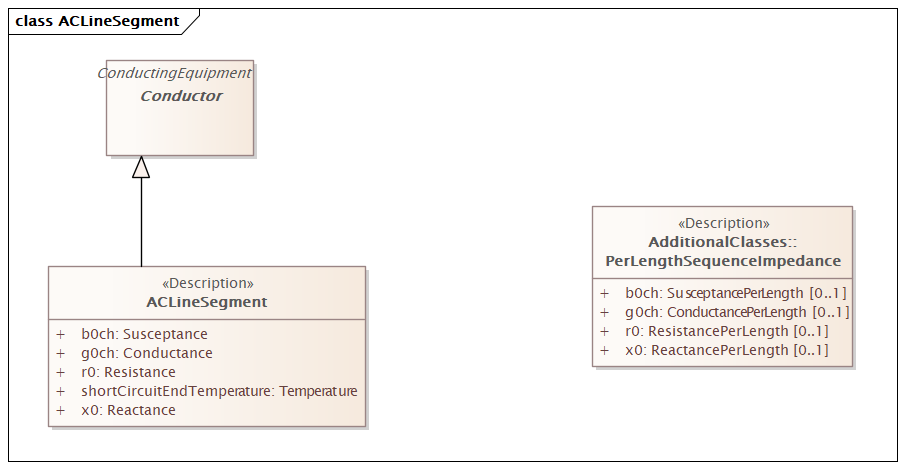 class ACLineSegment
ConductingEquipment
Conductor
«Description»
ACLineSegment
+ b0ch: Susceptance
+ g0ch: Conductance
+ r0: Resistance
+ shortCircuitEndTemperature: Temperature
+ x0: Reactance
«Description»
AdditionalClasses::
PerLengthSequenceImpedance
+ b0ch: SusceptancePerLength [0..1]
+ g0ch: ConductancePerLength [0..1]
+ r0: ResistancePerLength [0..1]
+ x0: ReactancePerLength [0..1]